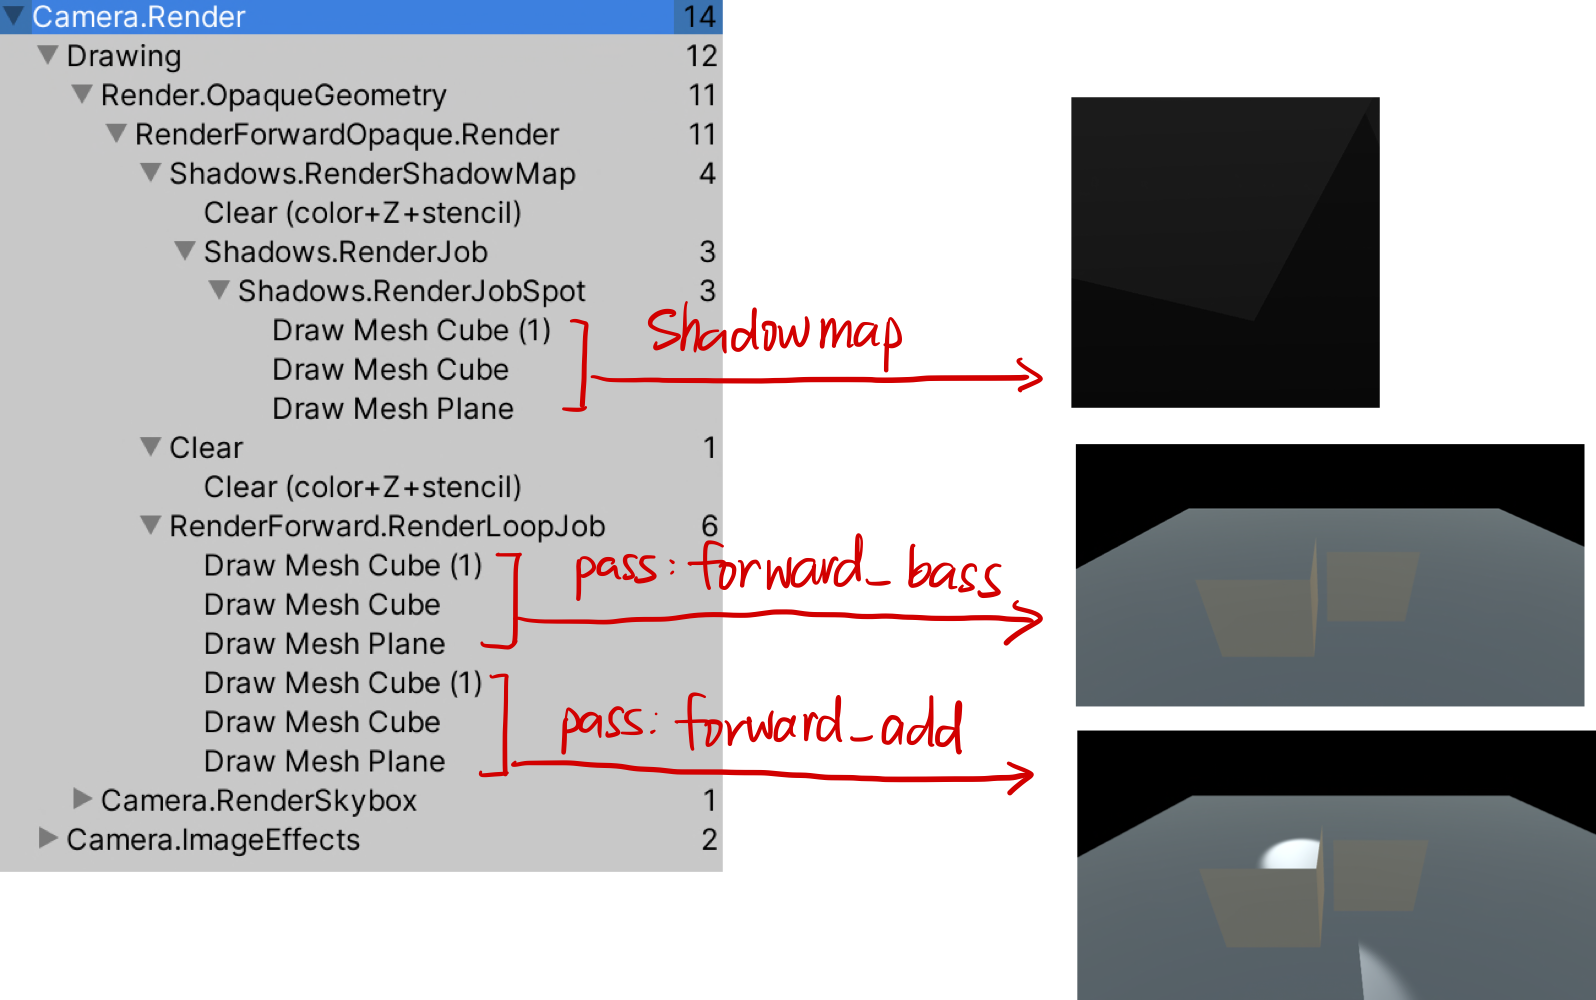 Camera.Render 14
Drawing 12
Render.OpaqueGeometry 11
RenderForwardOpaque.Render 11
Shadows.RenderShadowMap 4
Clear (color+Z+stencil)
Shadows.RenderJob 3
Shadows.RenderJobSpot 3
Draw Mesh Cube (1)
Shadowmap
Draw Mesh Cube
Draw Mesh Plane
Clear 1
Clear (color+Z+stencil)
RenderForward.RenderLoopJob 6
Draw Mesh Cube (1)
pass: forward_bass
Draw Mesh Cube
Draw Mesh Plane
Draw Mesh Cube (1)
Draw Mesh Cube
pass: forward_add
Draw Mesh Plane
Camera.RenderSkybox 1
Camera.ImageEffects 2